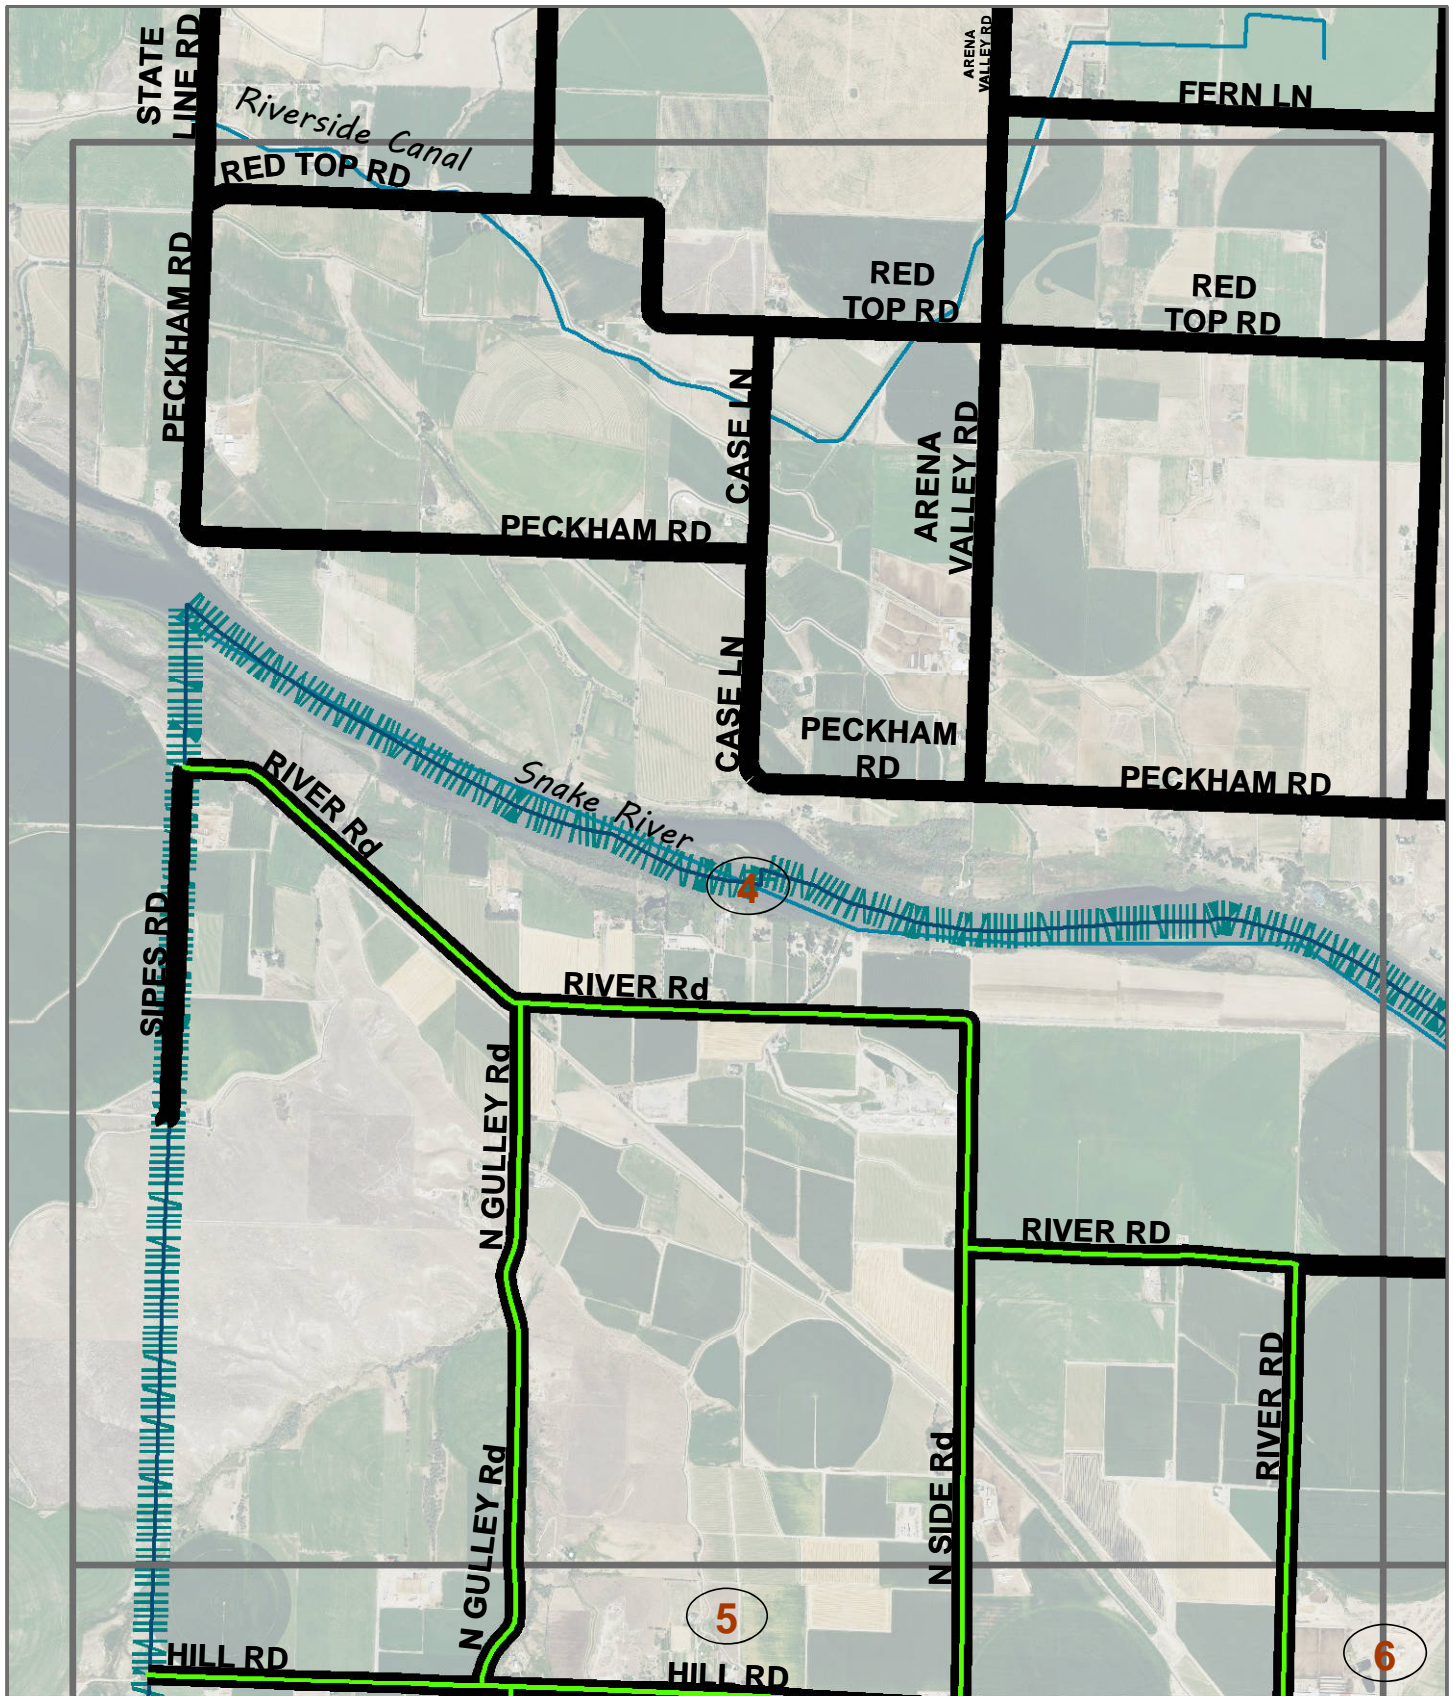 STATE
LINE RD
ARENA
VALLEY RD
FERN LN
Riverside Canal
RED TOP RD
PECKHAM RD
RED
TOP RD
RED
TOP RD
CASE LN
ARENA
VALLEY RD
PECKHAM RD
CASE LN
PECKHAM
RD
PECKHAM RD
RIVER Rd
Snake River
4
SIPES RD
RIVER Rd
N GULLEY Rd
RIVER RD
RIVER RD
N GULLEY Rd
N SIDE Rd
5
6
HILL RD
HILL RD